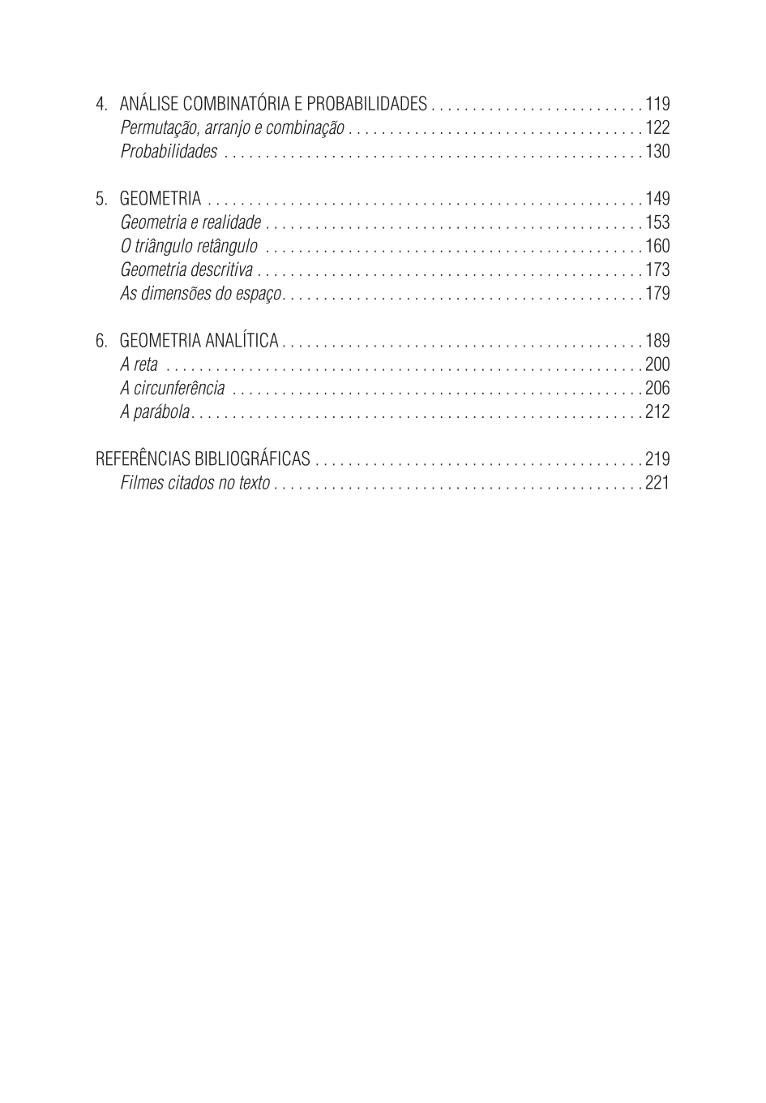 4. ANÁLISE COMBINATÓRIA E PROBABILIDADES . . . . . . . . . . . . . . . . . . . . . . . . . . 119
Permutação, arranjo e combinação . . . . . . . . . . . . . . . . . . . . . . . . . . . . . . . . . . . . 122
Probabilidades . . . . . . . . . . . . . . . . . . . . . . . . . . . . . . . . . . . . . . . . . . . . . . . . . . . 130
5. GEOMETRIA . . . . . . . . . . . . . . . . . . . . . . . . . . . . . . . . . . . . . . . . . . . . . . . . . . . . . 149
Geometria e realidade . . . . . . . . . . . . . . . . . . . . . . . . . . . . . . . . . . . . . . . . . . . . . . 153
O triângulo retângulo . . . . . . . . . . . . . . . . . . . . . . . . . . . . . . . . . . . . . . . . . . . . . . 160
Geometria descritiva . . . . . . . . . . . . . . . . . . . . . . . . . . . . . . . . . . . . . . . . . . . . . . . 173
As dimensões do espaço. . . . . . . . . . . . . . . . . . . . . . . . . . . . . . . . . . . . . . . . . . . . 179
6. GEOMETRIA ANALÍTICA . . . . . . . . . . . . . . . . . . . . . . . . . . . . . . . . . . . . . . . . . . . . 189
A reta . . . . . . . . . . . . . . . . . . . . . . . . . . . . . . . . . . . . . . . . . . . . . . . . . . . . . . . . . . 200
A circunferência . . . . . . . . . . . . . . . . . . . . . . . . . . . . . . . . . . . . . . . . . . . . . . . . . . 206
A parábola. . . . . . . . . . . . . . . . . . . . . . . . . . . . . . . . . . . . . . . . . . . . . . . . . . . . . . . 212
REFERÊNCIAS BIBLIOGRÁFICAS . . . . . . . . . . . . . . . . . . . . . . . . . . . . . . . . . . . . . . . . 219
Filmes citados no texto . . . . . . . . . . . . . . . . . . . . . . . . . . . . . . . . . . . . . . . . . . . . . 221